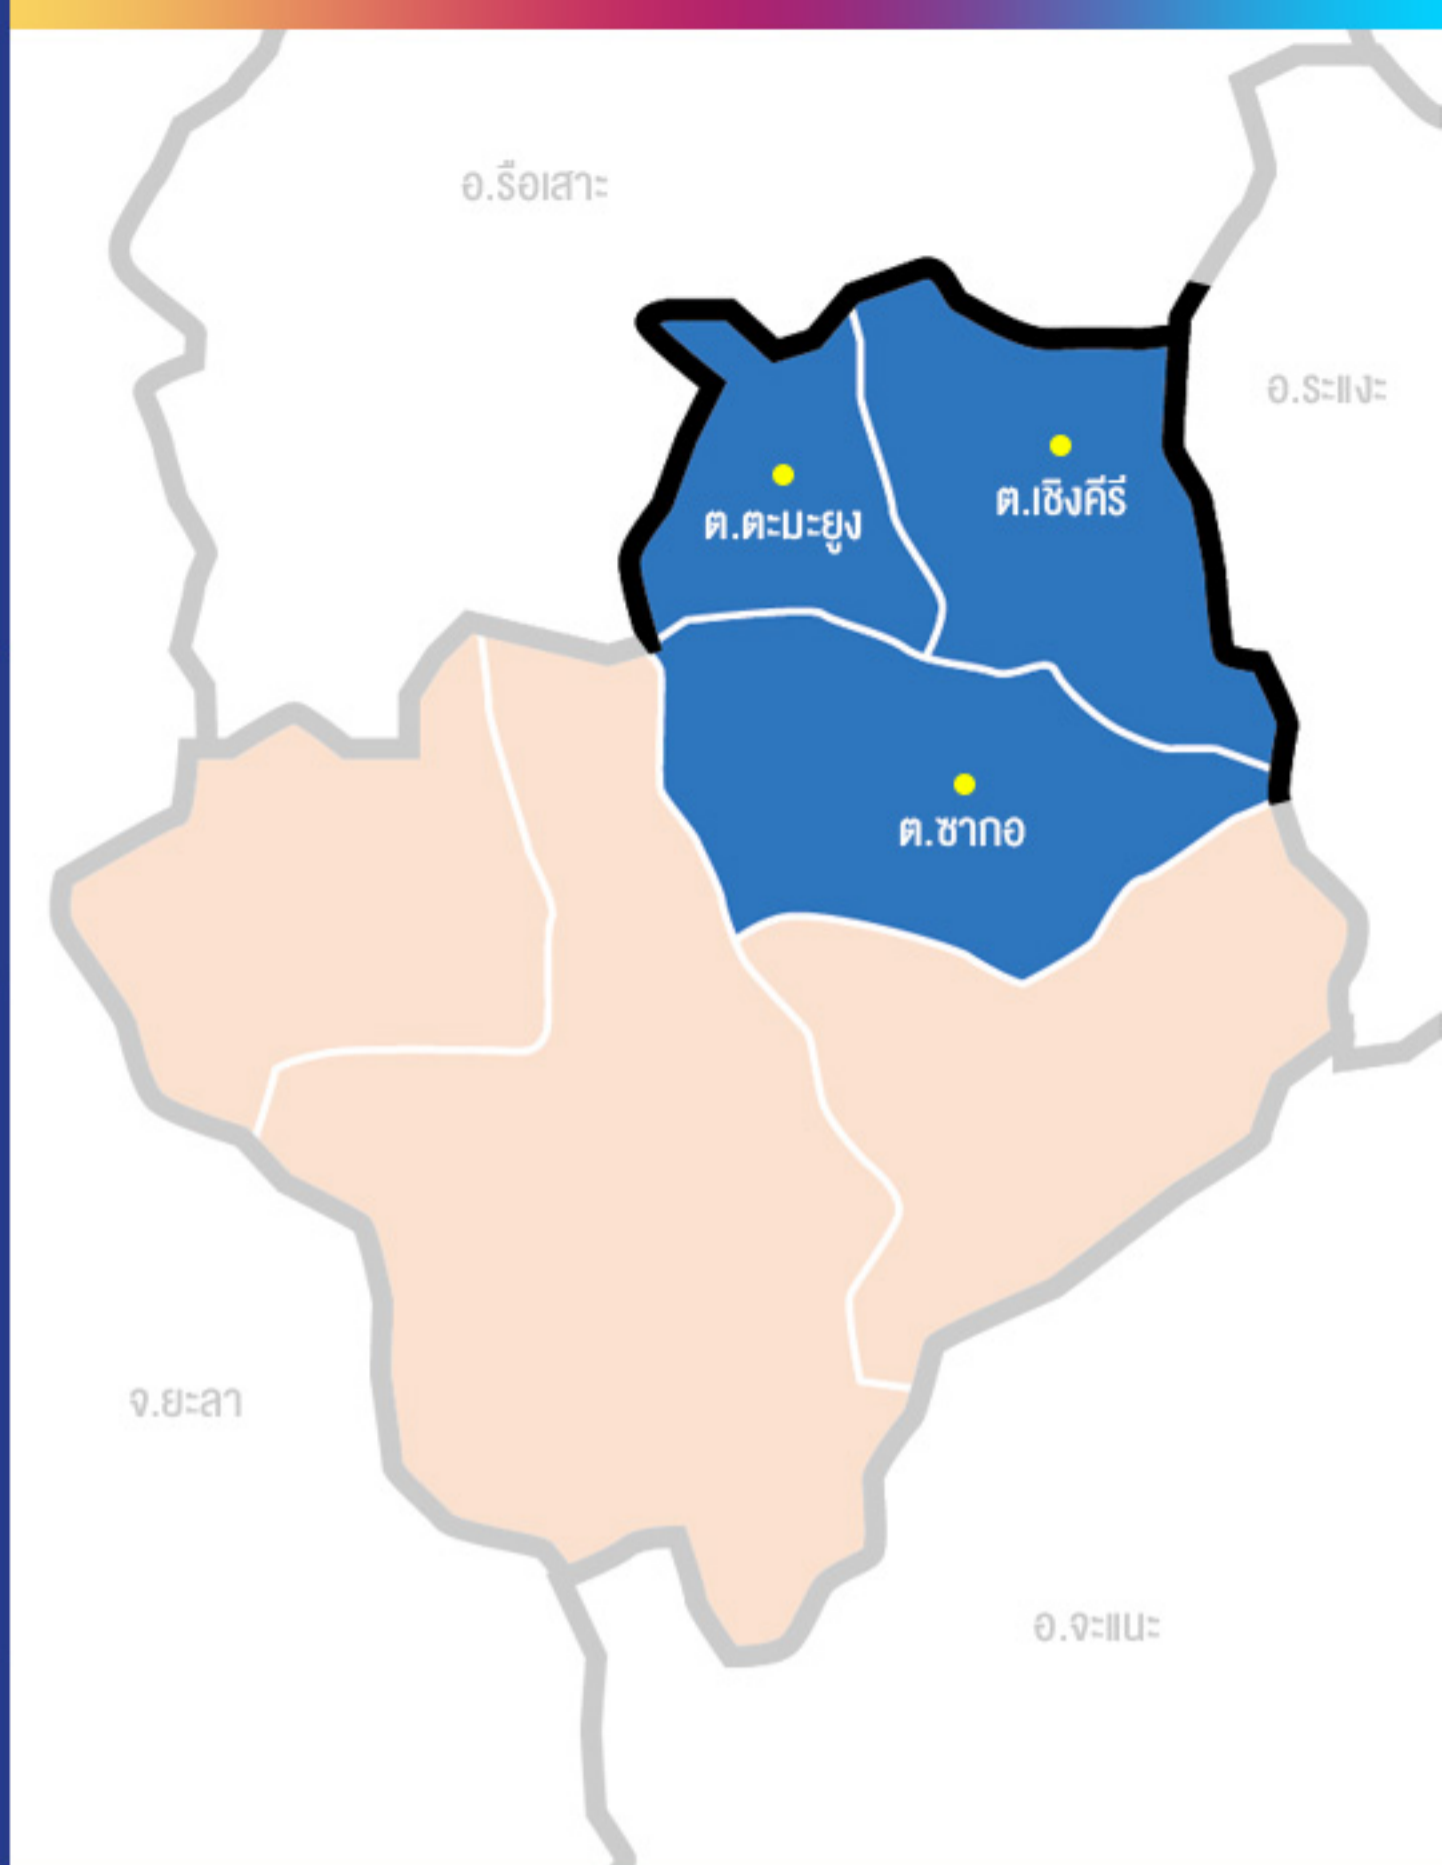 อ.รือเสาะ
อ.ระแงะ
ต.เชิงคีรี
ต.ตะมะยูง
ต.ซากอ
จ.ยะลา
อ.จะแนะ